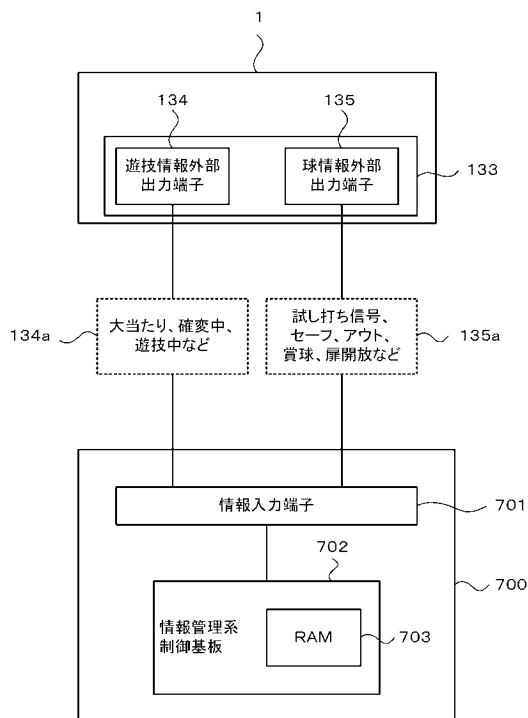 1
134
135
遊技情報外部
出力端子
球情報外部
出力端子
133
134a
大当たり、確変中、
遊技中など
試し打ち信号、
セーフ、アウト、
賞球、扉開放など
135a
情報入力端子
701
702
700
情報管理系
制御基板
RAM
703